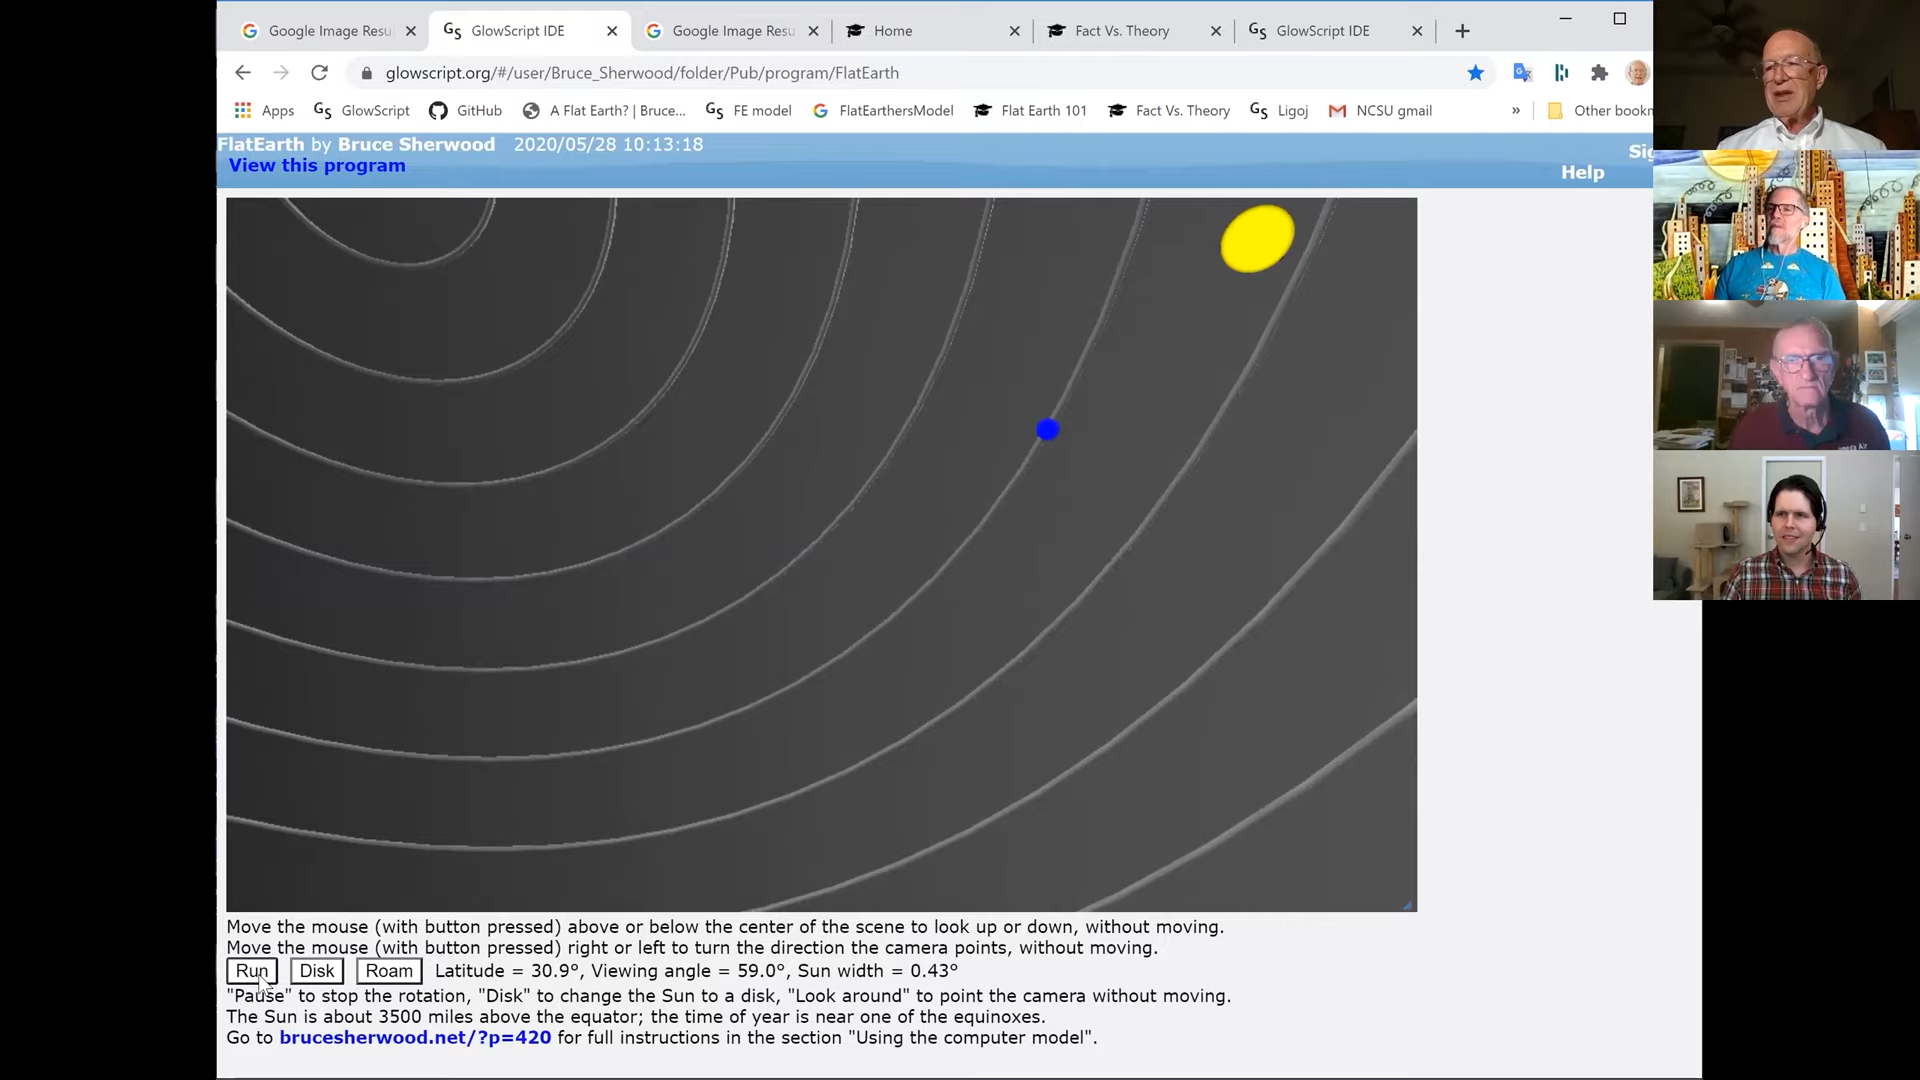 Google Image Resu
GlowScript IDE
Google Image Resu
Home
Fact Vs. Theory
GlowScript IDE
glowscript.org/#/user/Bruce_Sherwood/folder/Pub/program/FlatEarth
Apps
GlowScript
GitHub
A Flat Earth? | Bruce...
FE model
FlatEarthersModel
Flat Earth 101
Fact Vs. Theory
Ligoj
NCSU gmail
»
Other bookm
FlatEarth by Bruce Sherwood 2020/05/28 10:13:18
View this program
Sig
Help
Move the mouse (with button pressed) above or below the center of the scene to look up or down, without moving.
Move the mouse (with button pressed) right or left to turn the direction the camera points, without moving.
Run Disk Roam Latitude = 30.9°, Viewing angle = 59.0°, Sun width = 0.43°
"Pause" to stop the rotation, "Disk" to change the Sun to a disk, "Look around" to point the camera without moving.
The Sun is about 3500 miles above the equator; the time of year is near one of the equinoxes.
Go to brucesherwood.net/?p=420 for full instructions in the section "Using the computer model".